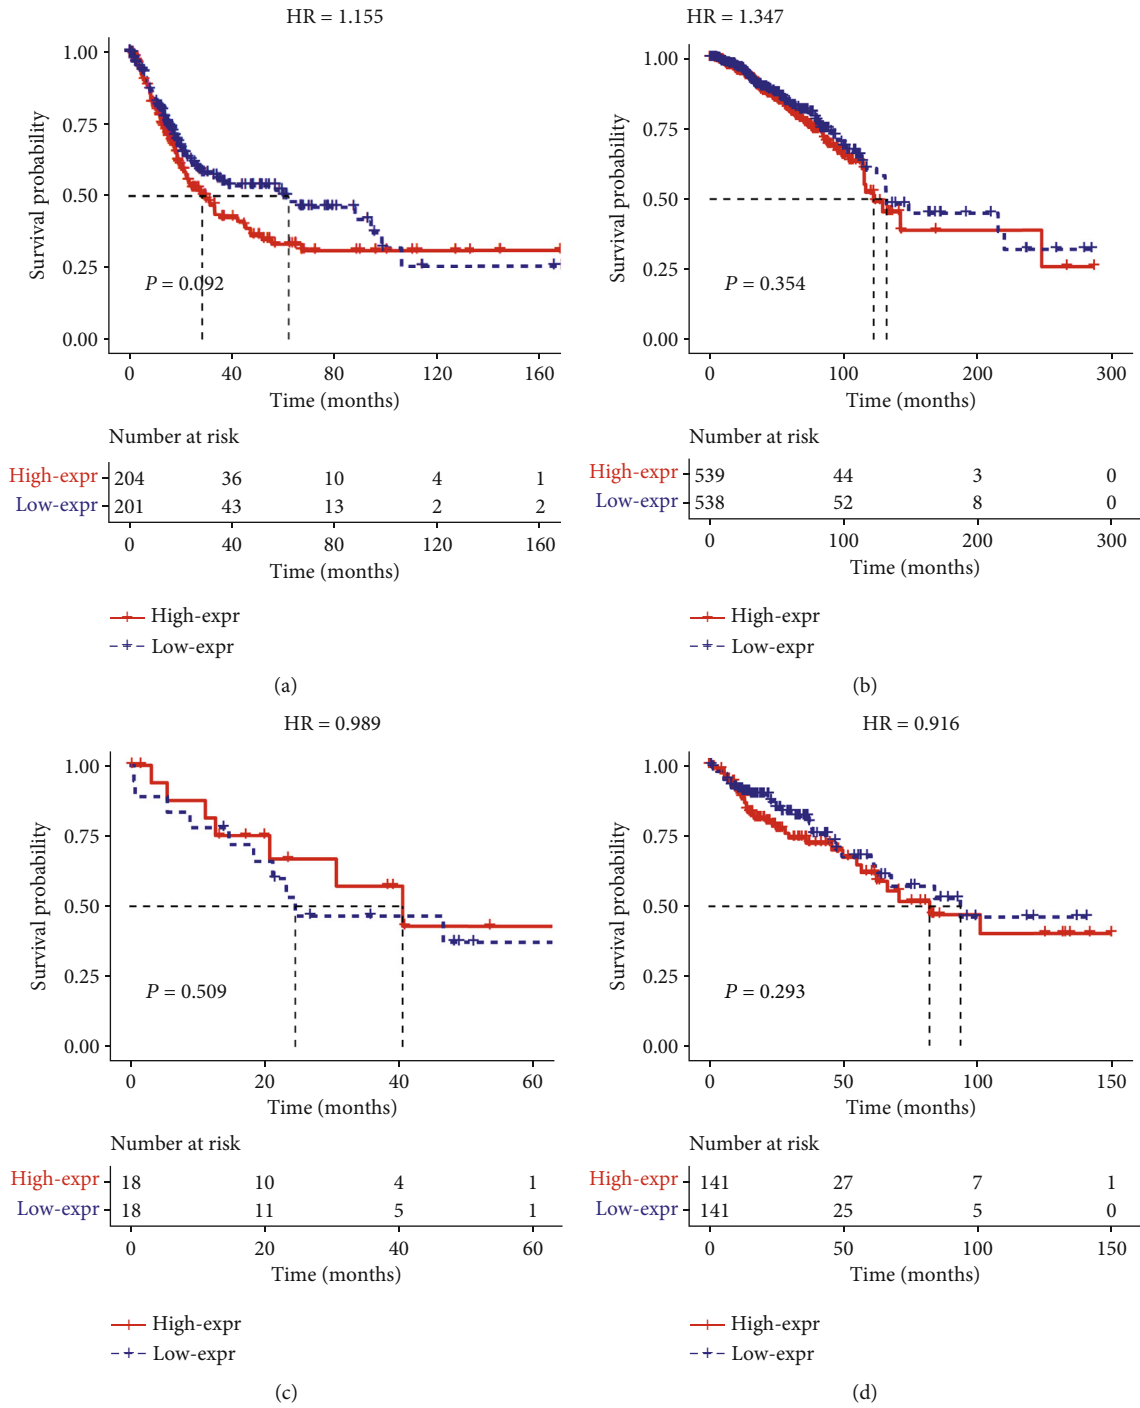 HR = 1.155
1.00
0.75
0.50
0.25
0.00
Survival probability
P = 0.092
0 40 80 120 160
Time (months)
Number at risk
High-expr 204 36 10 4 1
Low-expr 201 43 13 2 2
0 40 80 120 160
Time (months)
High-expr
Low-expr
(a)
HR = 1.347
1.00
0.75
0.50
0.25
0.00
Survival probability
P = 0.354
0 100 200 300
Time (months)
Number at risk
High-expr 539 44 3 0
Low-expr 538 52 8 0
0 100 200 300
Time (months)
High-expr
Low-expr
(b)
HR = 0.989
1.00
0.75
0.50
0.25
0.00
Survival probability
P = 0.509
0 20 40 60
Time (months)
Number at risk
High-expr 18 10 4 1
Low-expr 18 11 5 1
0 20 40 60
Time (months)
High-expr
Low-expr
(c)
HR = 0.916
1.00
0.75
0.50
0.25
0.00
Survival probability
P = 0.293
0 50 100 150
Time (months)
Number at risk
High-expr 141 27 7 1
Low-expr 141 25 5 0
0 50 100 150
Time (months)
High-expr
Low-expr
(d)